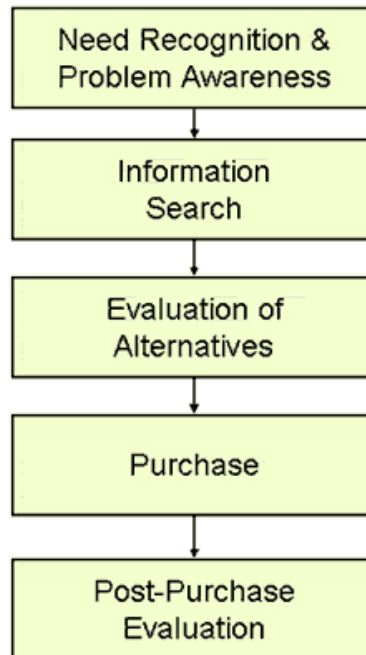 Need Recognition &
Problem Awareness
Information
Search
Evaluation of
Alternatives
Purchase
Post-Purchase
Evaluation